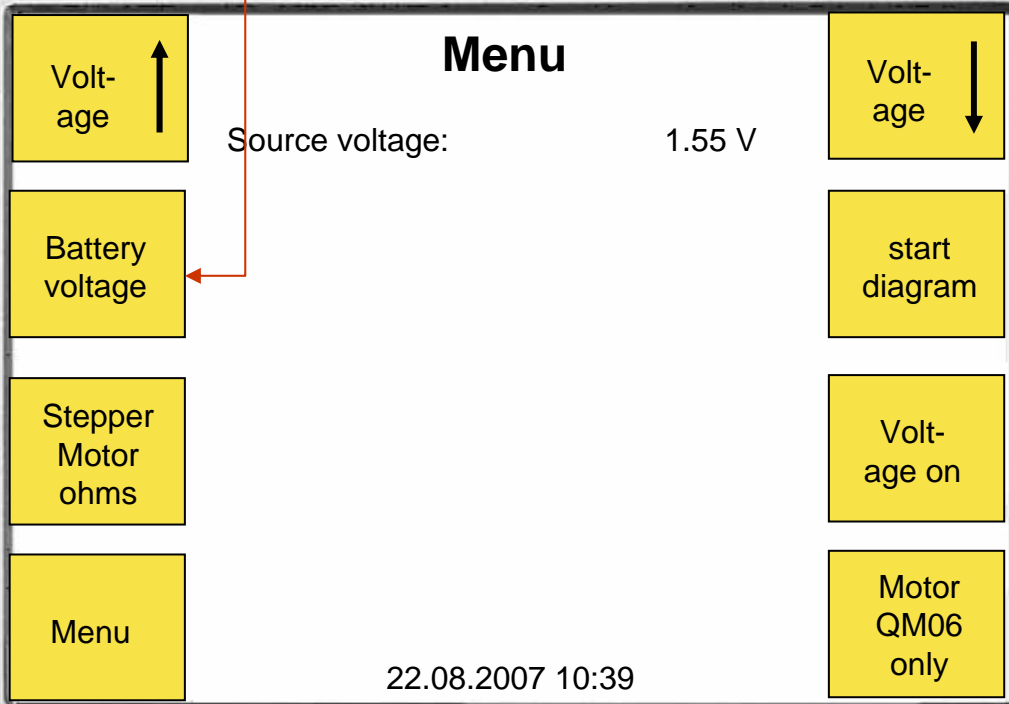 Menu
Volt-
age
Source voltage: 1.55 V
Volt-
age
Battery
voltage
start
diagram
Stepper
Motor
ohms
Volt-
age on
Menu
Motor
QM06
only
22.08.2007 10:39